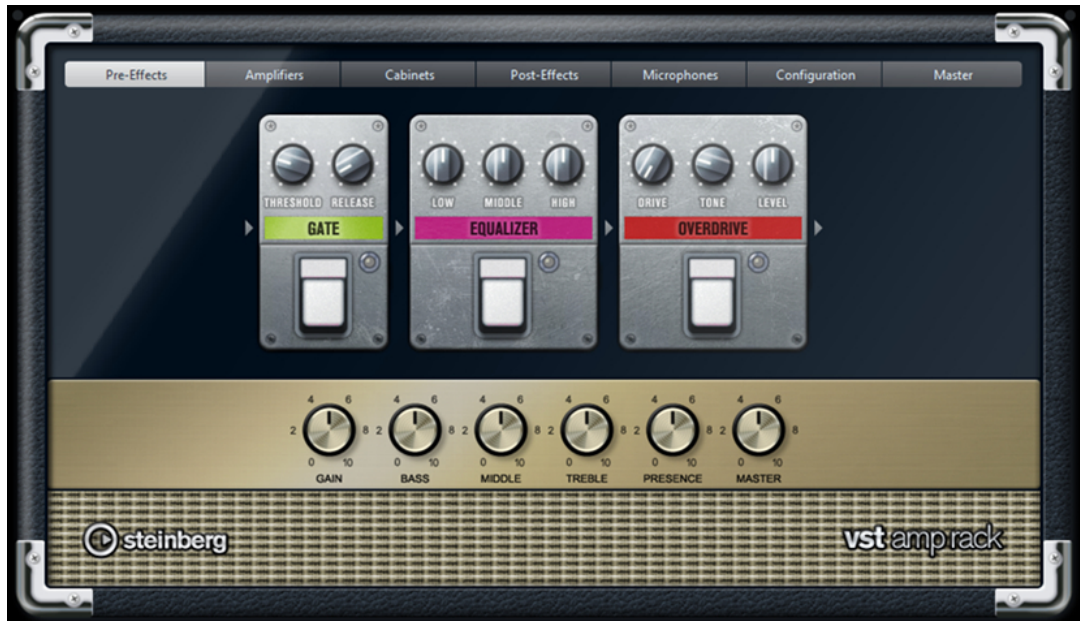 Pre-Effects Amplifiers Cabinets Post-Effects Microphones Configuration Master
THRESHOLD RELEASE
GATE
LOW MIDDLE HIGH
EQUALIZER
DRIVE TONE LEVEL
OVERDRIVE
4 6 4 6 4 6 4 6 4 6 4 6
2 8 2 8 2 8 2 8 2 8 2 8
0 10 0 10 0 10 0 10 0 10 0 10
GAIN BASS MIDDLE TREBLE PRESENCE MASTER
steinberg
vst amp rack